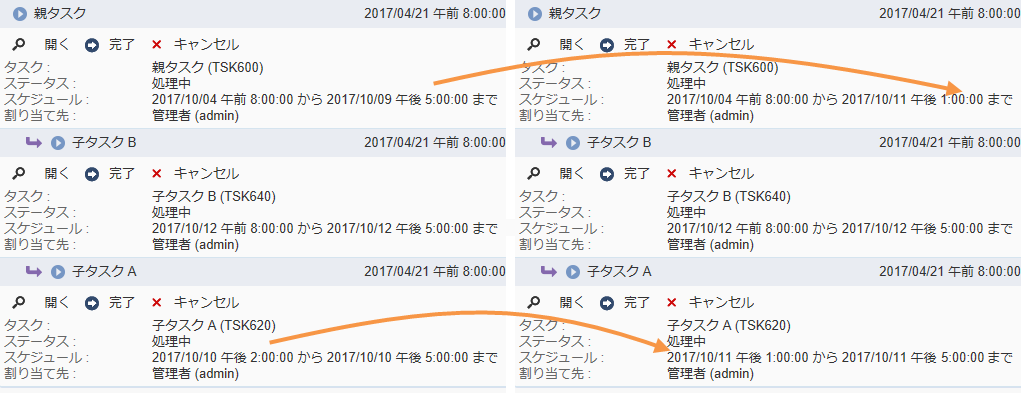 親タスク 2017/04/21 午前 8:00:00
開く 完了 キャンセル
タスク : 親タスク (TSK600)
ステータス : 処理中
スケジュール : 2017/10/04 午前 8:00:00 から 2017/10/09 午後 5:00:00 まで
割り当て先 : 管理者 (admin)
子タスク B 2017/04/21 午前 8:00:00
開く 完了 キャンセル
タスク : 子タスク B (TSK640)
ステータス : 処理中
スケジュール : 2017/10/12 午前 8:00:00 から 2017/10/12 午後 5:00:00 まで
割り当て先 : 管理者 (admin)
子タスク A 2017/04/21 午前 8:00:00
開く 完了 キャンセル
タスク : 子タスク A (TSK620)
ステータス : 処理中
スケジュール : 2017/10/10 午後 2:00:00 から 2017/10/10 午後 5:00:00 まで
割り当て先 : 管理者 (admin)
親タスク 2017/04/21 午前 8:00:00
開く 完了 キャンセル
タスク : 親タスク (TSK600)
ステータス : 処理中
スケジュール : 2017/10/04 午前 8:00:00 から 2017/10/11 午後 1:00:00 まで
割り当て先 : 管理者 (admin)
子タスク B 2017/04/21 午前 8:00:00
開く 完了 キャンセル
タスク : 子タスク B (TSK640)
ステータス : 処理中
スケジュール : 2017/10/12 午前 8:00:00 から 2017/10/12 午後 5:00:00 まで
割り当て先 : 管理者 (admin)
子タスク A 2017/04/21 午前 8:00:00
開く 完了 キャンセル
タスク : 子タスク A (TSK620)
ステータス : 処理中
スケジュール : 2017/10/11 午後 1:00:00 から 2017/10/11 午後 5:00:00 まで
割り当て先 : 管理者 (admin)